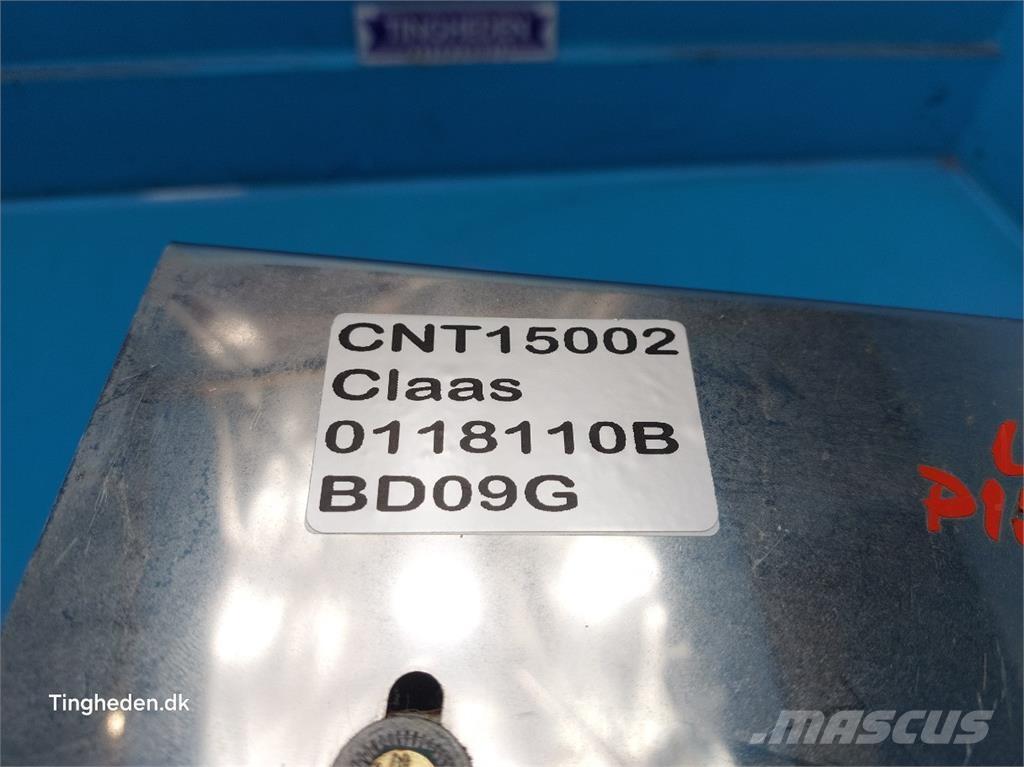 TINGHEDEN
CNT15002
Claas
0118110B
BD09G
Tingheden.dk
MASCUS